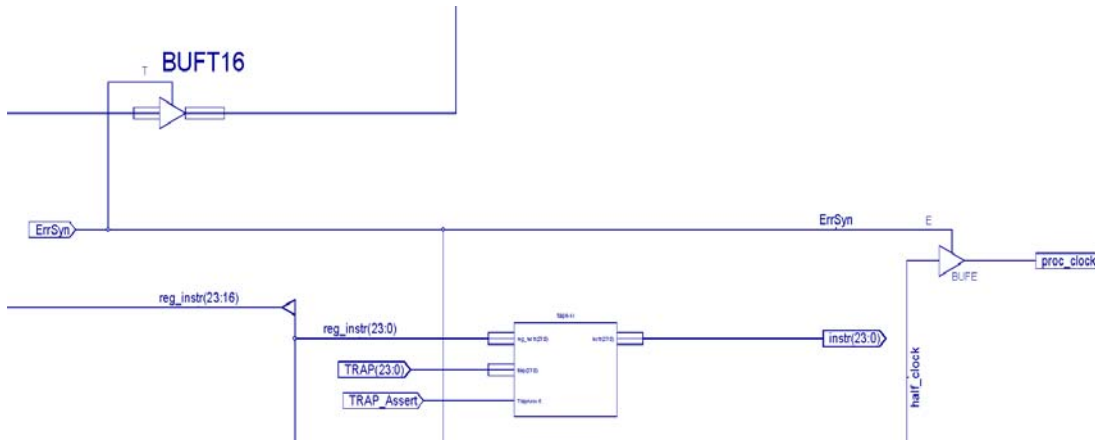 BUFT16
T
ErrSyn
ErrSyn
E
BUFE
proc_clock
reg_instr(23:16)
reg_instr(23:0)
instr(23:0)
TRAP(23:0)
TRAP_Assert
half_clock